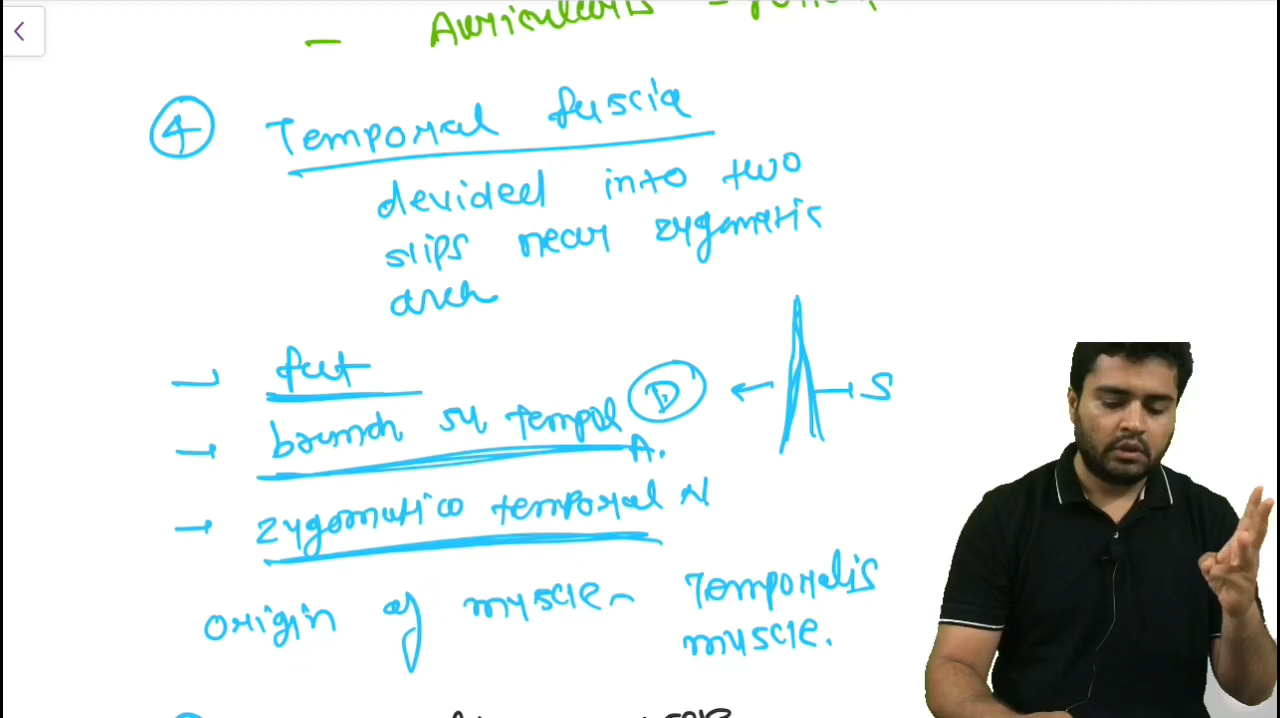 - Auricularis -
4 Temporal fascia
devided into two
slips near zygomatic
arch
→ fat
→ branch su tempal A.
D ← → S
→ zygomatico temporal N
origin of muscle - Temporalis
muscle.